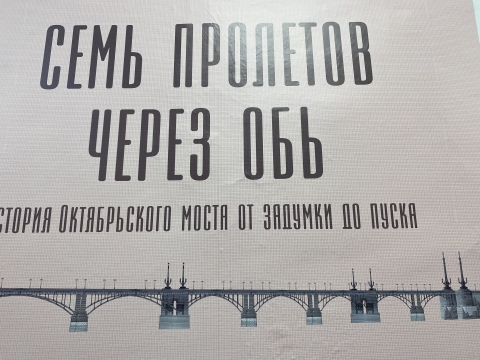 СЕМЬ ПРОЛЕТОВ
ЧЕРЕЗ ОБЬ
СТОРИЯ ОКТЯБРЬСКОГО МОСТА ОТ ЗАДУМКИ ДО ПУСКА